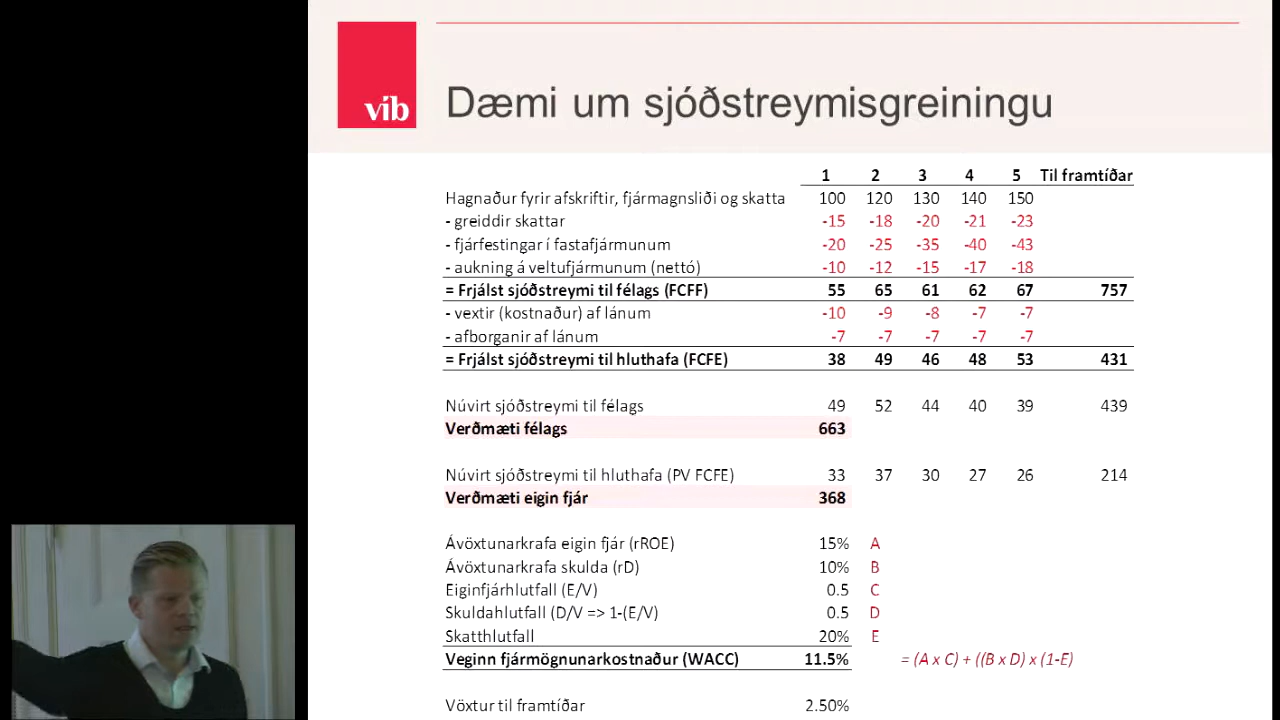 víb
Dæmi um sjóðstreymisgreiningu
1 2 3 4 5 Til framtíðar
Hagnaður fyrir afskriftir, fjármagnsliði og skatta 100 120 130 140 150
- greiddir skattar -15 -18 -20 -21 -23
- fjárfestingar í fastafjármunum -20 -25 -35 -40 -43
- aukning á veltufjármunum (nettó) -10 -12 -15 -17 -18
= Frjálst sjóðstreymi til félags (FCFF) 55 65 61 62 67 757
- vextir (kostnaður) af lánum -10 -9 -8 -7 -7
- afborganir af lánum -7 -7 -7 -7 -7
= Frjálst sjóðstreymi til hluthafa (FCFE) 38 49 46 48 53 431
Núvirt sjóðstreymi til félags 49 52 44 40 39 439
Verðmæti félags 663
Núvirt sjóðstreymi til hluthafa (PV FCFE) 33 37 30 27 26 214
Verðmæti eigin fjár 368
Ávöxtunarkrafa eigin fjár (rROE) 15% A
Ávöxtunarkrafa skulda (rD) 10% B
Eiginfjárhlutfall (E/V) 0.5 C
Skuldahlutfall (D/V => 1-(E/V) 0.5 D
Skatthlutfall 20% E
Veginn fjármögnunarkostnaður (WACC) 11.5% = (A x C) + ((B x D) x (1-E)
Vöxtur til framtíðar 2.50%